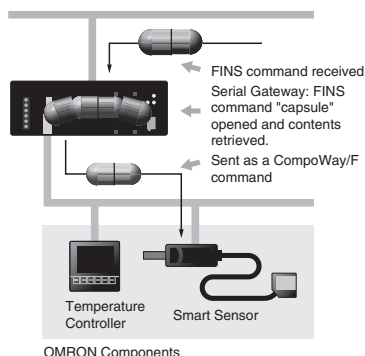 FINS command received
Serial Gateway: FINS
command "capsule"
opened and contents
retrieved.
Sent as a CompoWay/F
command
Temperature
Controller
Smart Sensor
OMRON Components